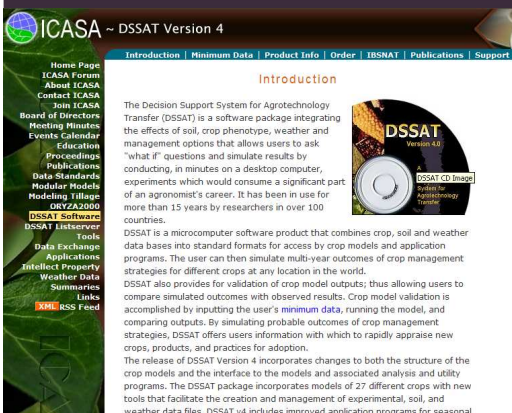 ICASA ~ DSSAT Version 4
Introduction | Minimum Data | Product Info | Order | IBSNAT | Publications | Support
Home Page
ICASA Forum
About ICASA
Contact ICASA
Join ICASA
Board of Directors
Meeting Minutes
Events Calendar
Education
Proceedings
Publications
Data Standards
Modular Models
Modeling Tillage
ORYZA2000
DSSAT Software
DSSAT Listserver
Tools
Data Exchange
Applications
Intellect Property
Weather Data
Summaries
Links
XML RSS Feed
Introduction
The Decision Support System for Agrotechnology
Transfer (DSSAT) is a software package integrating
the effects of soil, crop phenotype, weather and
management options that allows users to ask
"what if" questions and simulate results by
conducting, in minutes on a desktop computer,
experiments which would consume a significant part
of an agronomist's career. It has been in use for
more than 15 years by researchers in over 100
countries.
DSSAT
Version 4.0
DSSAT CD Image
System for
Agrotechnology
Transfer
DSSAT is a microcomputer software product that combines crop, soil and weather
data bases into standard formats for access by crop models and application
programs. The user can then simulate multi-year outcomes of crop management
strategies for different crops at any location in the world.
DSSAT also provides for validation of crop model outputs; thus allowing users to
compare simulated outcomes with observed results. Crop model validation is
accomplished by inputting the user's minimum data, running the model, and
comparing outputs. By simulating probable outcomes of crop management
strategies, DSSAT offers users information with which to rapidly appraise new
crops, products, and practices for adoption.
The release of DSSAT Version 4 incorporates changes to both the structure of the
crop models and the interface to the models and associated analysis and utility
programs. The DSSAT package incorporates models of 27 different crops with new
tools that facilitate the creation and management of experimental, soil, and
weather data files. DSSAT v4 includes improved application programs for seasonal